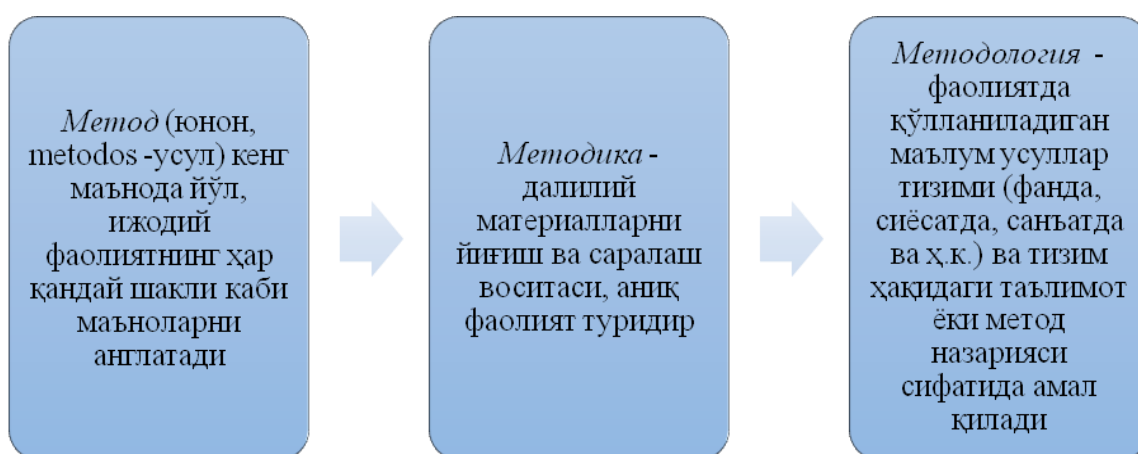 Метод (юнон,
metodos -усул) кенг
маънода йўл,
ижодий
фаолиятнинг ҳар
қандай шакли каби
маъноларни
англатади
Методика -
далилий
материалларни
йиғиш ва саралаш
воситаси, аниқ
фаолият туридир
Методология -
фаолиятда
қўлланиладиган
маълум усуллар
тизими (фанда,
сиёсатда, санъатда
ва ҳ.к.) ва тизим
ҳақидаги таълимот
ёки метод
назарияси
сифатида амал
қилади